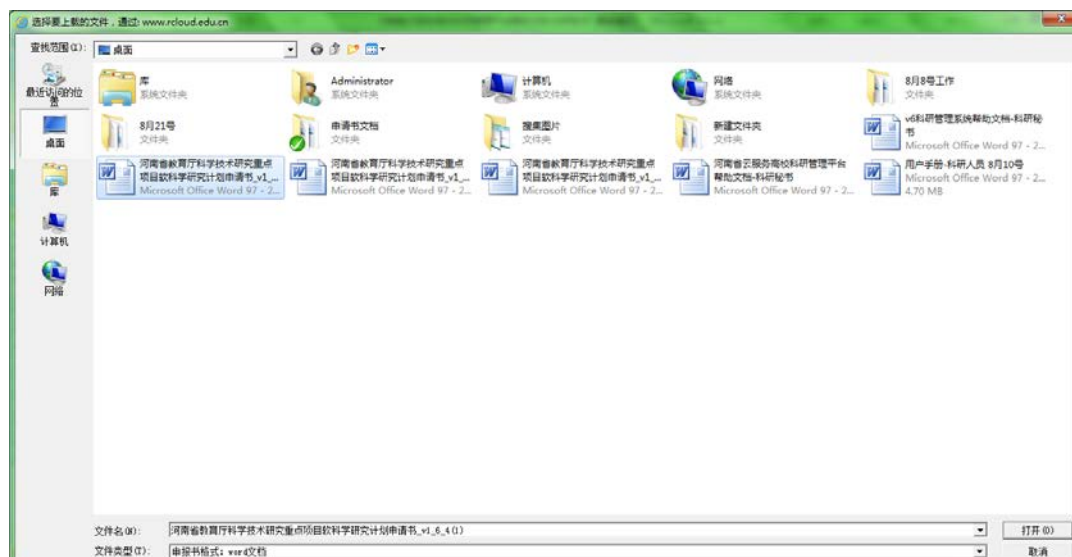 选择要上载的文件，通过: www.rcloud.edu.cn
查找范围(I):
桌面
最近访问的位
置
桌面
库
计算机
网络
库
系统文件夹
Administrator
系统文件夹
计算机
系统文件夹
网络
系统文件夹
8月8号工作
文件夹
8月21号
文件夹
申请书文档
文件夹
搜集图片
文件夹
新建文件夹
文件夹
v6科研管理系统帮助文档-科研秘
书
Microsoft Office Word 97 - 2...
河南省教育厅科学技术研究重点
项目软科学研究计划申请书_v1_...
Microsoft Office Word 97 - 2...
河南省教育厅科学技术研究重点
项目软科学研究计划申请书_v1_...
Microsoft Office Word 97 - 2...
河南省教育厅科学技术研究重点
项目软科学研究计划申请书_v1_...
Microsoft Office Word 97 - 2...
河南省云服务高校科研管理平台
帮助文档-科研秘书
Microsoft Office Word 97 - 2...
用户手册-科研人员 8月10号
Microsoft Office Word 97 - 2...
4.70 MB
文件名(N):
河南省教育厅科学技术研究重点项目软科学研究计划申请书_v1_6_4(1)
打开(O)
文件类型(T):
申报书格式：word文档
取消